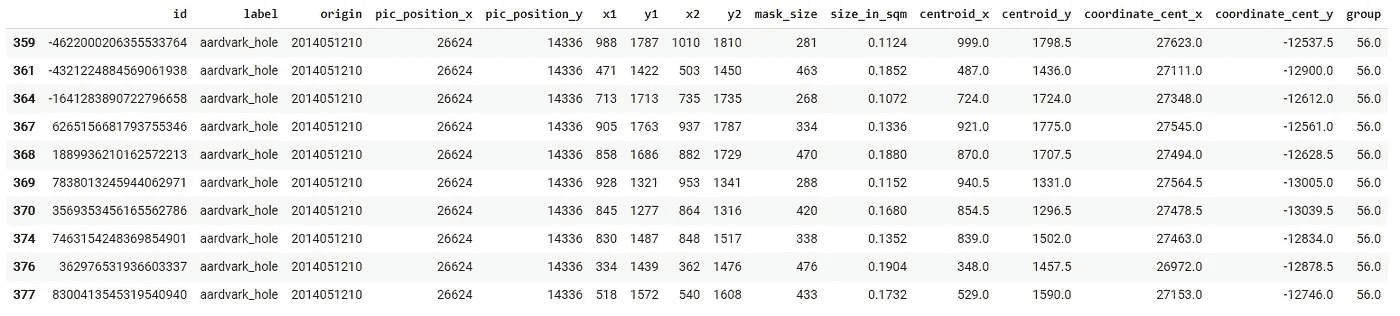 id label origin pic_position_x pic_position_y x1 y1 x2 y2 mask_size size_in_sqm centroid_x centroid_y coordinate_cent_x coordinate_cent_y group
359 -4622000206355533764 aardvark_hole 2014051210 26624 14336 988 1787 1010 1810 281 0.1124 999.0 1798.5 27623.0 -12537.5 56.0
361 -4321224884569061938 aardvark_hole 2014051210 26624 14336 471 1422 503 1450 463 0.1852 487.0 1436.0 27111.0 -12900.0 56.0
364 -1641283890722796658 aardvark_hole 2014051210 26624 14336 713 1713 735 1735 268 0.1072 724.0 1724.0 27348.0 -12612.0 56.0
367 6265156681793755346 aardvark_hole 2014051210 26624 14336 905 1763 937 1787 334 0.1336 921.0 1775.0 27545.0 -12561.0 56.0
368 1889936210162572213 aardvark_hole 2014051210 26624 14336 858 1686 882 1729 470 0.1880 870.0 1707.5 27494.0 -12628.5 56.0
369 7838013245944062971 aardvark_hole 2014051210 26624 14336 928 1321 953 1341 288 0.1152 940.5 1331.0 27564.5 -13005.0 56.0
370 3569353456165562786 aardvark_hole 2014051210 26624 14336 845 1277 864 1316 420 0.1680 854.5 1296.5 27478.5 -13039.5 56.0
374 7463154248369854901 aardvark_hole 2014051210 26624 14336 830 1487 848 1517 338 0.1352 839.0 1502.0 27463.0 -12834.0 56.0
376 362976531936603337 aardvark_hole 2014051210 26624 14336 334 1439 362 1476 476 0.1904 348.0 1457.5 26972.0 -12878.5 56.0
377 8300413545319540940 aardvark_hole 2014051210 26624 14336 518 1572 540 1608 433 0.1732 529.0 1590.0 27153.0 -12746.0 56.0